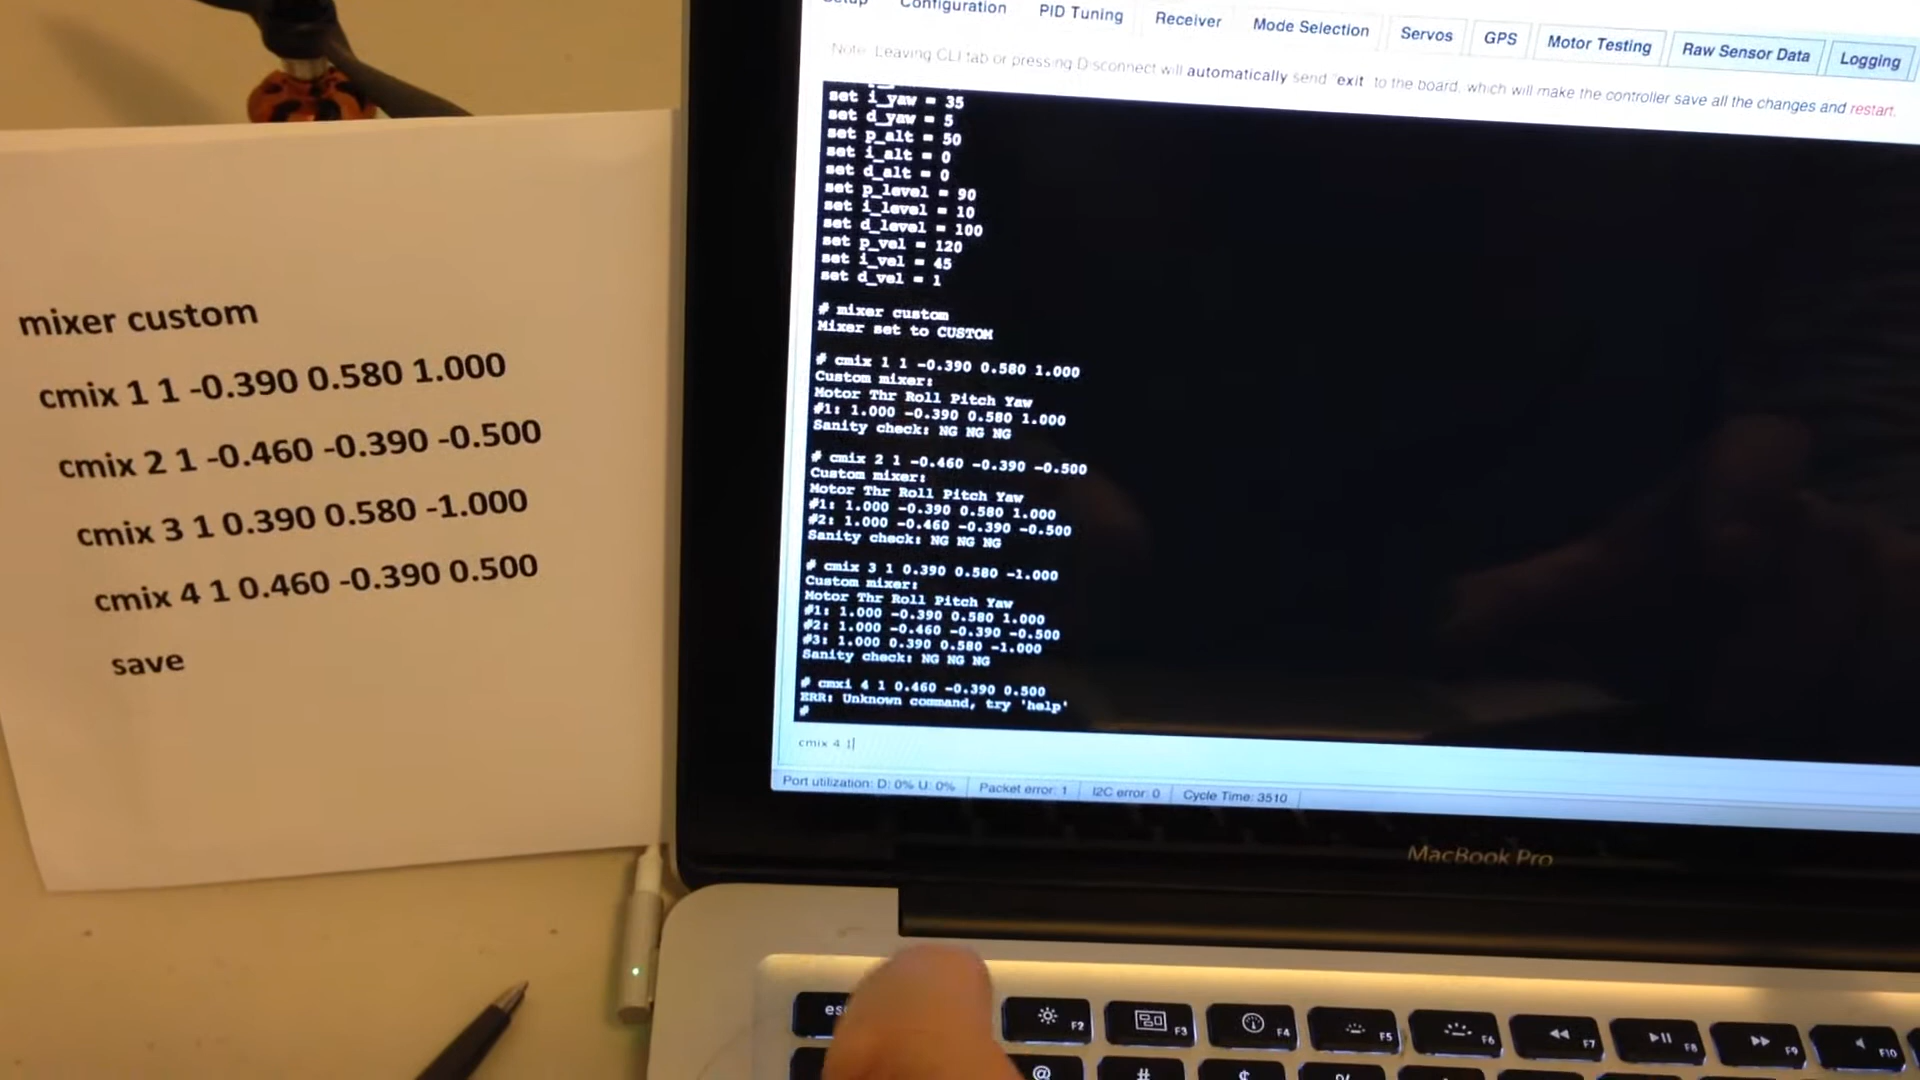 mixer custom
cmix 1 1 -0.390 0.580 1.000
cmix 2 1 -0.460 -0.390 -0.500
cmix 3 1 0.390 0.580 -1.000
cmix 4 1 0.460 -0.390 0.500
save
Setup Configuration PID Tuning Receiver Mode Selection Servos GPS Motor Testing Raw Sensor Data Logging
Note: Leaving CLI tab or pressing Disconnect will automatically send "exit" to the board, which will make the controller save all the changes and restart.
set i_yaw = 35
set d_yaw = 5
set p_alt = 50
set i_alt = 0
set d_alt = 0
set p_level = 90
set i_level = 10
set d_level = 100
set p_vel = 120
set i_vel = 45
set d_vel = 1
# mixer custom
Mixer set to CUSTOM
# cmix 1 1 -0.390 0.580 1.000
Custom mixer:
Motor Thr Roll Pitch Yaw
#1: 1.000 -0.390 0.580 1.000
Sanity check: NG NG NG
# cmix 2 1 -0.460 -0.390 -0.500
Custom mixer:
Motor Thr Roll Pitch Yaw
#1: 1.000 -0.390 0.580 1.000
#2: 1.000 -0.460 -0.390 -0.500
Sanity check: NG NG NG
# cmix 3 1 0.390 0.580 -1.000
Custom mixer:
Motor Thr Roll Pitch Yaw
#1: 1.000 -0.390 0.580 1.000
#2: 1.000 -0.460 -0.390 -0.500
#3: 1.000 0.390 0.580 -1.000
Sanity check: NG NG NG
# cmxi 4 1 0.460 -0.390 0.500
ERR: Unknown command, try 'help'
#
cmix 4 1
Port utilization: D: 0% U: 0% Packet error: 1 I2C error: 0 Cycle Time: 3510
MacBook Pro
esc F2 F3 F4 F5 F6 F7 F8 F9 F10
@ #